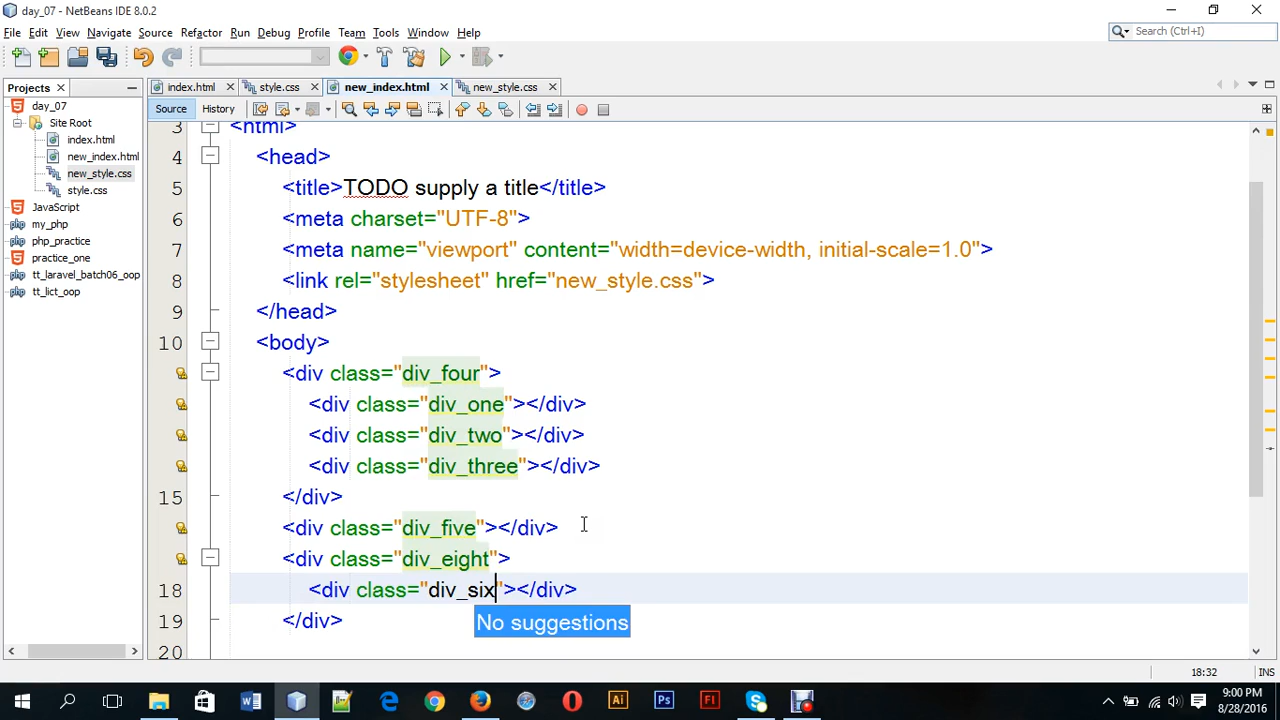 day_07 - NetBeans IDE 8.0.2
File Edit View Navigate Source Refactor Run Debug Profile Team Tools Window Help
Search (Ctrl+I)
Projects
index.html style.css new_index.html new_style.css
Source History
day_07
Site Root
index.html
new_index.html
new_style.css
style.css
JavaScript
my_php
php_practice
practice_one
tt_laravel_batch06_oop
tt_lict_oop
3 <html>
4 <head>
5 <title>TODO supply a title</title>
6 <meta charset="UTF-8">
7 <meta name="viewport" content="width=device-width, initial-scale=1.0">
8 <link rel="stylesheet" href="new_style.css">
9 </head>
10 <body>
<div class="div_four">
<div class="div_one"></div>
<div class="div_two"></div>
<div class="div_three"></div>
15 </div>
<div class="div_five"></div>
<div class="div_eight">
18 <div class="div_six"></div>
19 </div>
No suggestions
20
18:32 INS
9:00 PM
8/28/2016